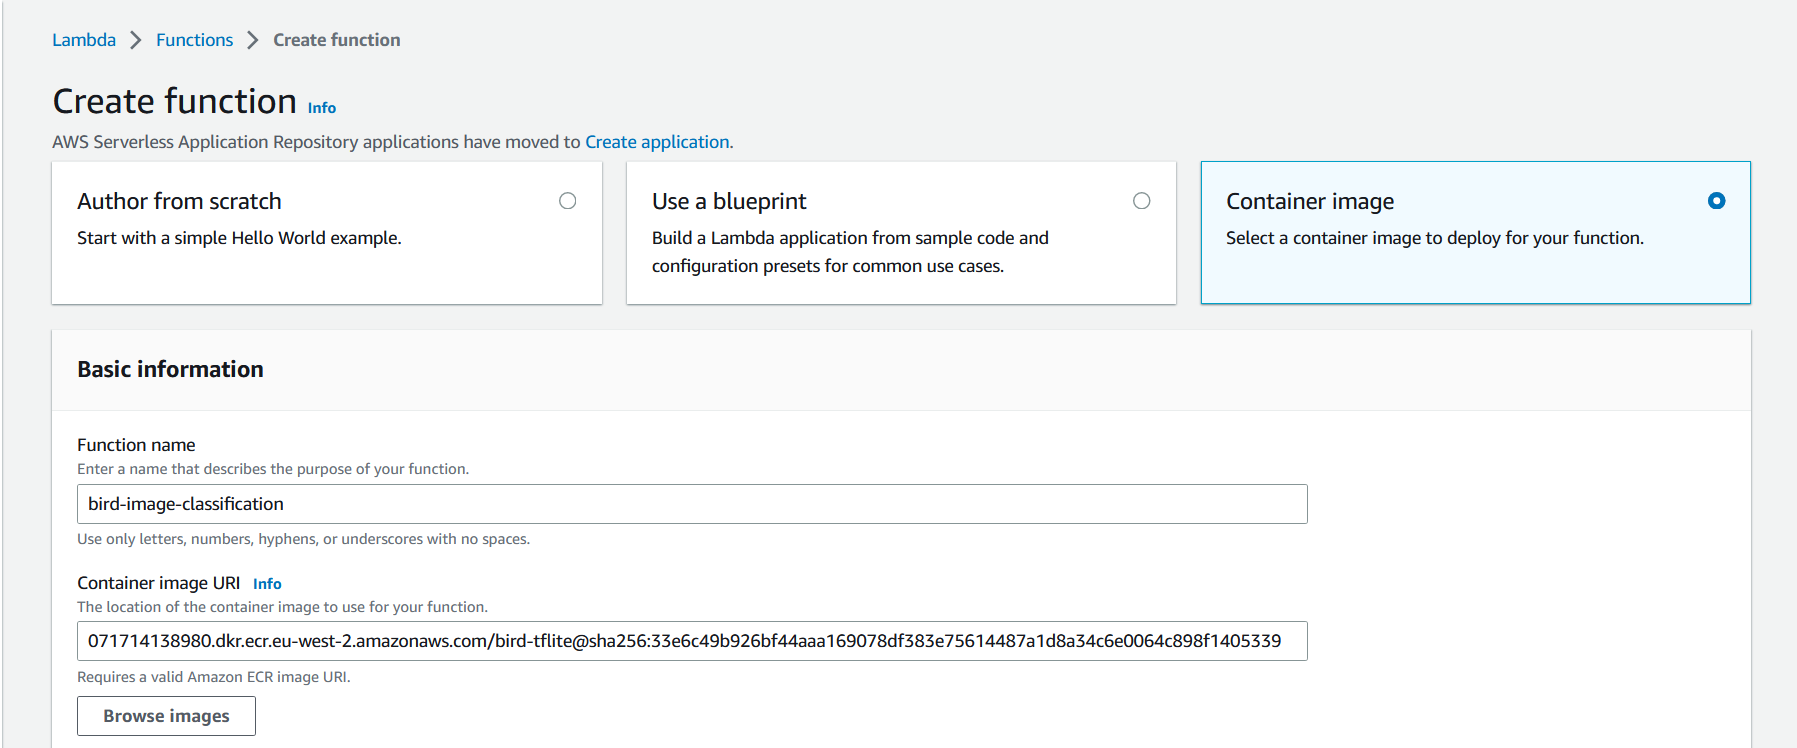 Lambda > Functions > Create function
Create function Info
AWS Serverless Application Repository applications have moved to Create application.
Author from scratch
Start with a simple Hello World example.
Use a blueprint
Build a Lambda application from sample code and
configuration presets for common use cases.
Container image
Select a container image to deploy for your function.
Basic information
Function name
Enter a name that describes the purpose of your function.
bird-image-classification
Use only letters, numbers, hyphens, or underscores with no spaces.
Container image URI Info
The location of the container image to use for your function.
071714138980.dkr.ecr.eu-west-2.amazonaws.com/bird-tflite@sha256:33e6c49b926bf44aaa169078df383e75614487a1d8a34c6e0064c898f1405339
Requires a valid Amazon ECR image URI.
Browse images